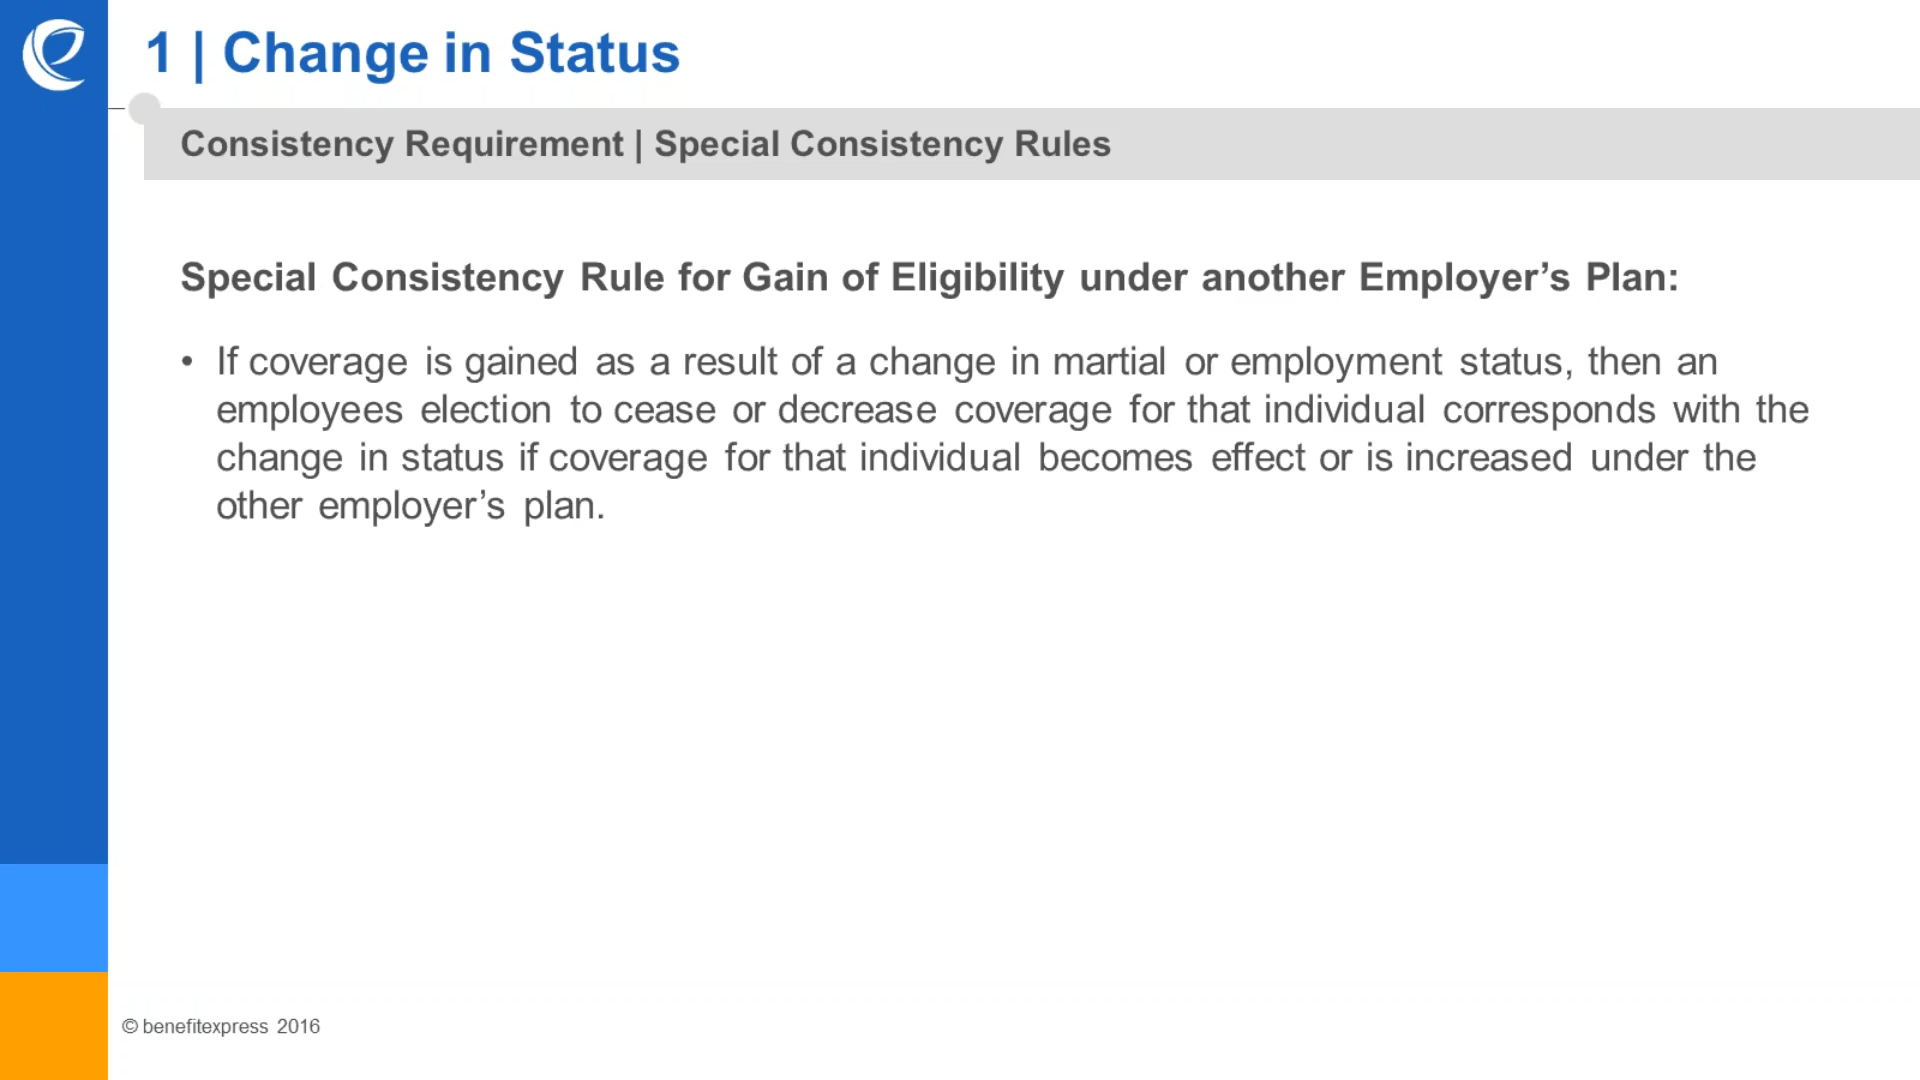 1 | Change in Status
Consistency Requirement | Special Consistency Rules
Special Consistency Rule for Gain of Eligibility under another Employer’s Plan:
• If coverage is gained as a result of a change in martial or employment status, then an
employees election to cease or decrease coverage for that individual corresponds with the
change in status if coverage for that individual becomes effect or is increased under the
other employer’s plan.
© benefitexpress 2016